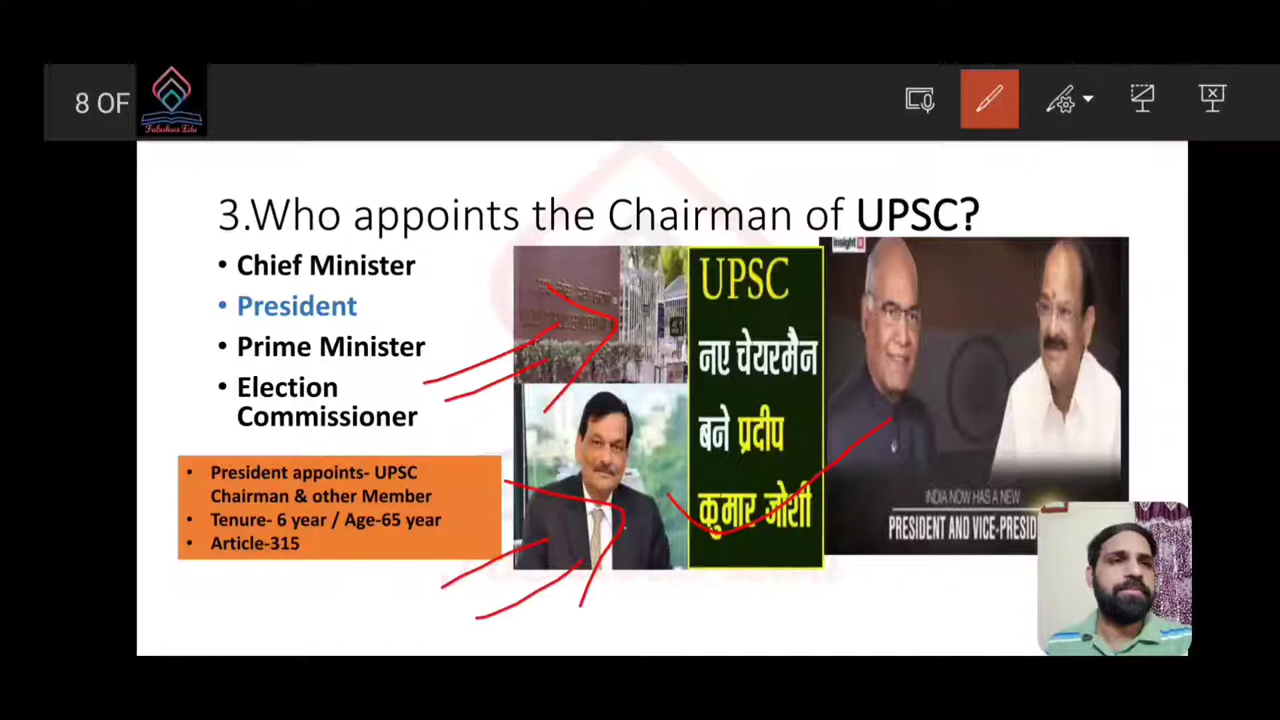 8 OF
Fabulous Edu
3.Who appoints the Chairman of UPSC?
• Chief Minister
• President
• Prime Minister
• Election
Commissioner
• President appoints- UPSC
Chairman & other Member
• Tenure- 6 year / Age-65 year
• Article-315
UPSC
नए चेयरमैन
बने प्रदीप
कुमार जोशी
insight
INDIA NOW HAS A NEW
PRESIDENT AND VICE-PRESID